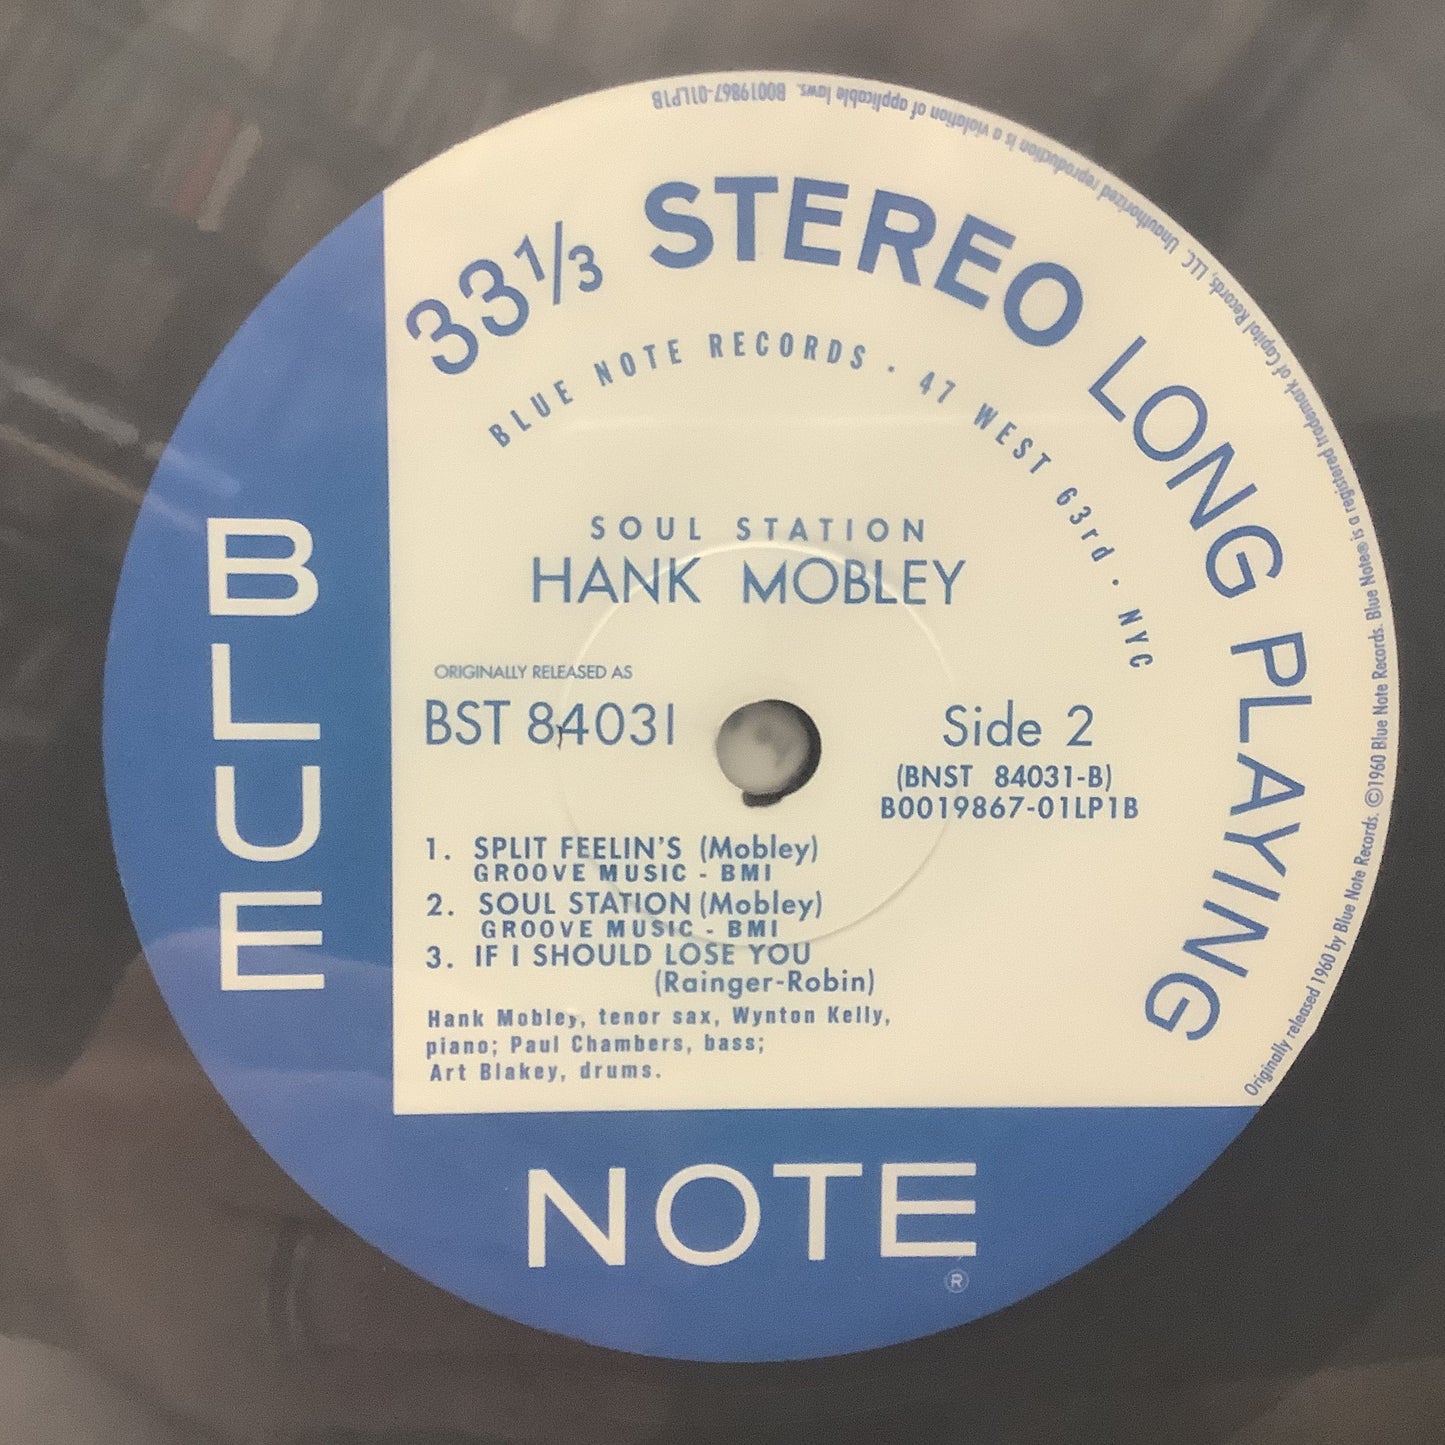 33 1/3 STEREO LONG PLAYING
BLUE NOTE RECORDS · 47 WEST 63rd · NYC
SOUL STATION
HANK MOBLEY
ORIGINALLY RELEASED AS
BST 84031
Side 2
(BNST 84031-B)
B0019867-01LP1B
1. SPLIT FEELIN'S (Mobley)
GROOVE MUSIC - BMI
2. SOUL STATION (Mobley)
GROOVE MUSIC - BMI
3. IF I SHOULD LOSE YOU
(Rainger-Robin)
Hank Mobley, tenor sax, Wynton Kelly,
piano; Paul Chambers, bass;
Art Blakey, drums.
BLUE
NOTE
®
Originally released 1960 by Blue Note Records. ©1960 Blue Note Records. Blue Note® is a registered trademark of Capitol Records, LLC. Unauthorized reproduction is a violation of applicable laws. B0019867-01LP1B